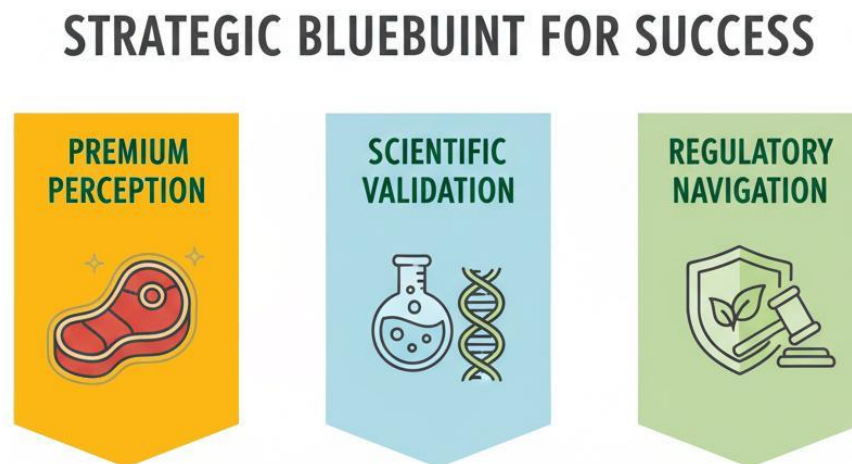 STRATEGIC BLUEBUINT FOR SUCCESS
PREMIUM
PERCEPTION
SCIENTIFIC
VALIDATION
REGULATORY
NAVIGATION